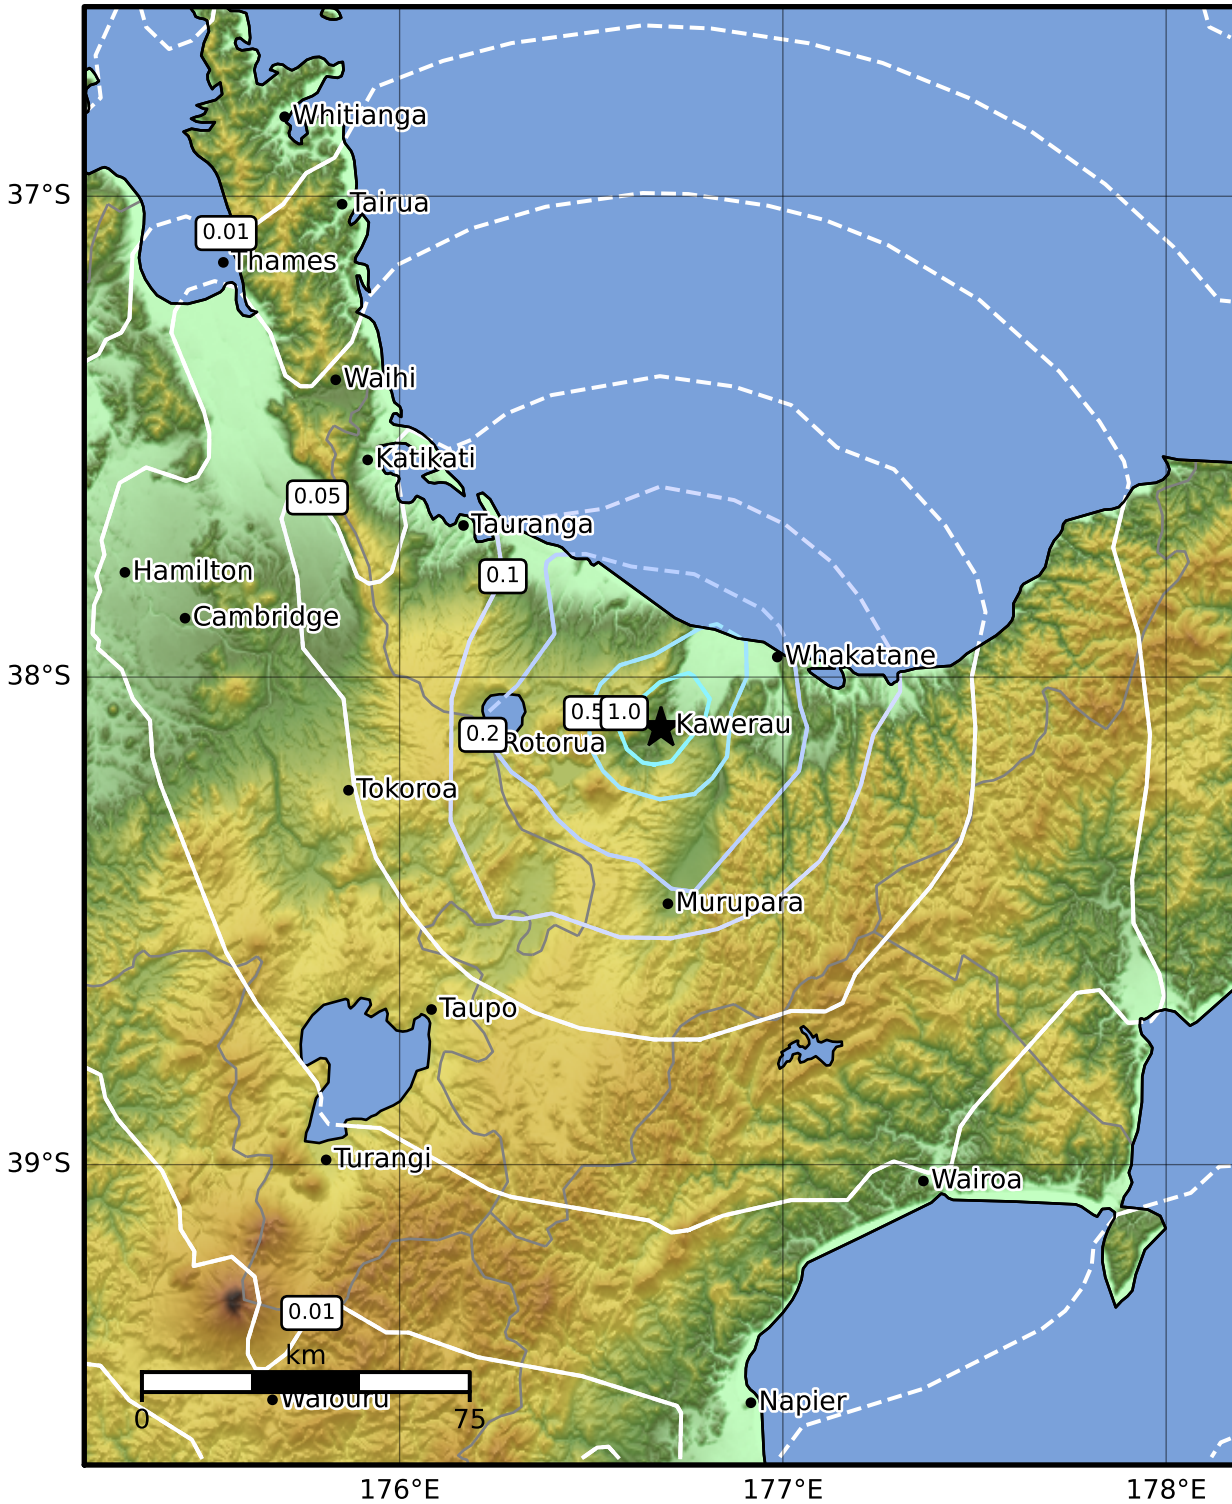 Whitianga
37°S
Tairua
0.01
Thames
Waihi
Katikati
0.05
Tauranga
Hamilton
0.1
Cambridge
Whakatane
38°S
0.5
1.0
Kawerau
0.2
Rotorua
Tokoroa
Murupara
Taupo
Turangi
39°S
Wairoa
0.01
km
Waiouru
Napier
0
75
176°E
177°E
178°E